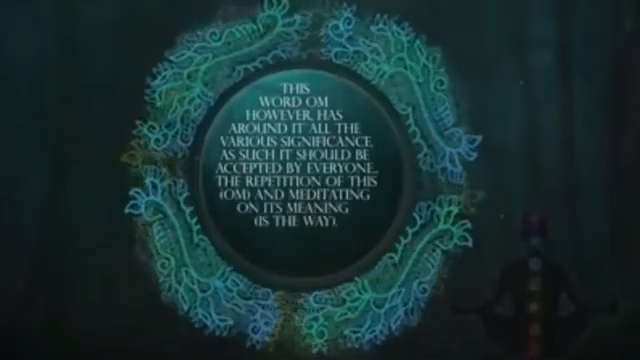 THIS
WORD OM
HOWEVER, HAS
AROUND IT ALL THE
VARIOUS SIGNIFICANCE,
AS SUCH IT SHOULD BE
ACCEPTED BY EVERYONE...
THE REPETITION OF THIS
(OM) AND MEDITATING
ON ITS MEANING
(IS THE WAY).